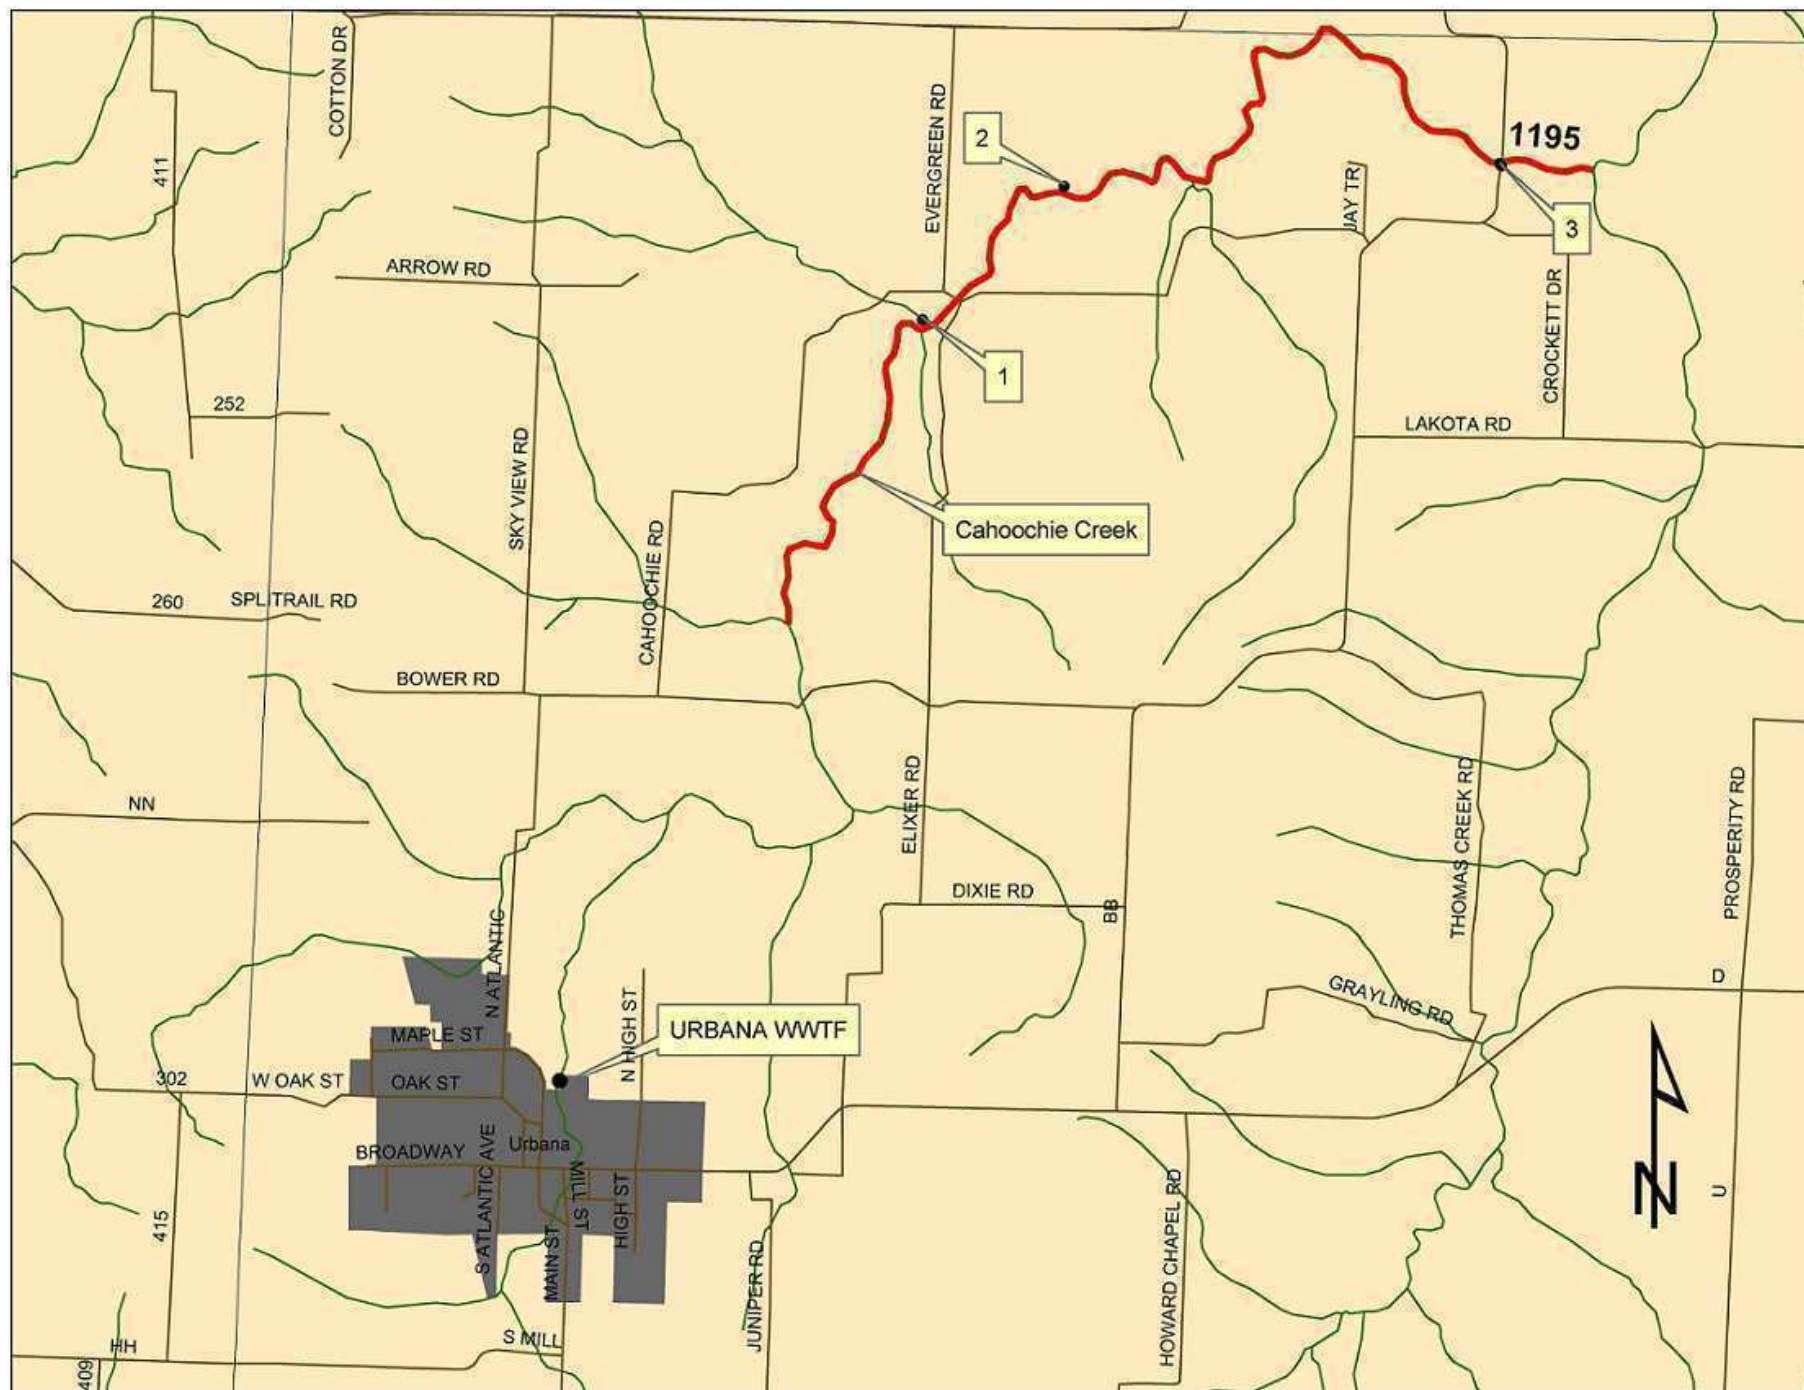 COTTON DR
411
EVERGREEN RD
2
1195
JAY TR
3
ARROW RD
CROCKETT DR
1
252
LAKOTA RD
SKY VIEW RD
Cahoochie Creek
CAHOOCHIE RD
260
SPLITRAIL RD
BOWER RD
NN
ELIXER RD
THOMAS CREEK RD
PROSPERITY RD
DIXIE RD
BB
N ATLANTIC
D
GRAYLING RD
N HIGH ST
URBANA WWTF
MAPLE ST
302
W OAK ST
OAK ST
BROADWAY
Urbana
S ATLANTIC AVE
MILL ST
HIGH ST
MAIN ST
415
JUNIPER RD
HOWARD CHAPEL RD
U
N
S MILL
HH
409